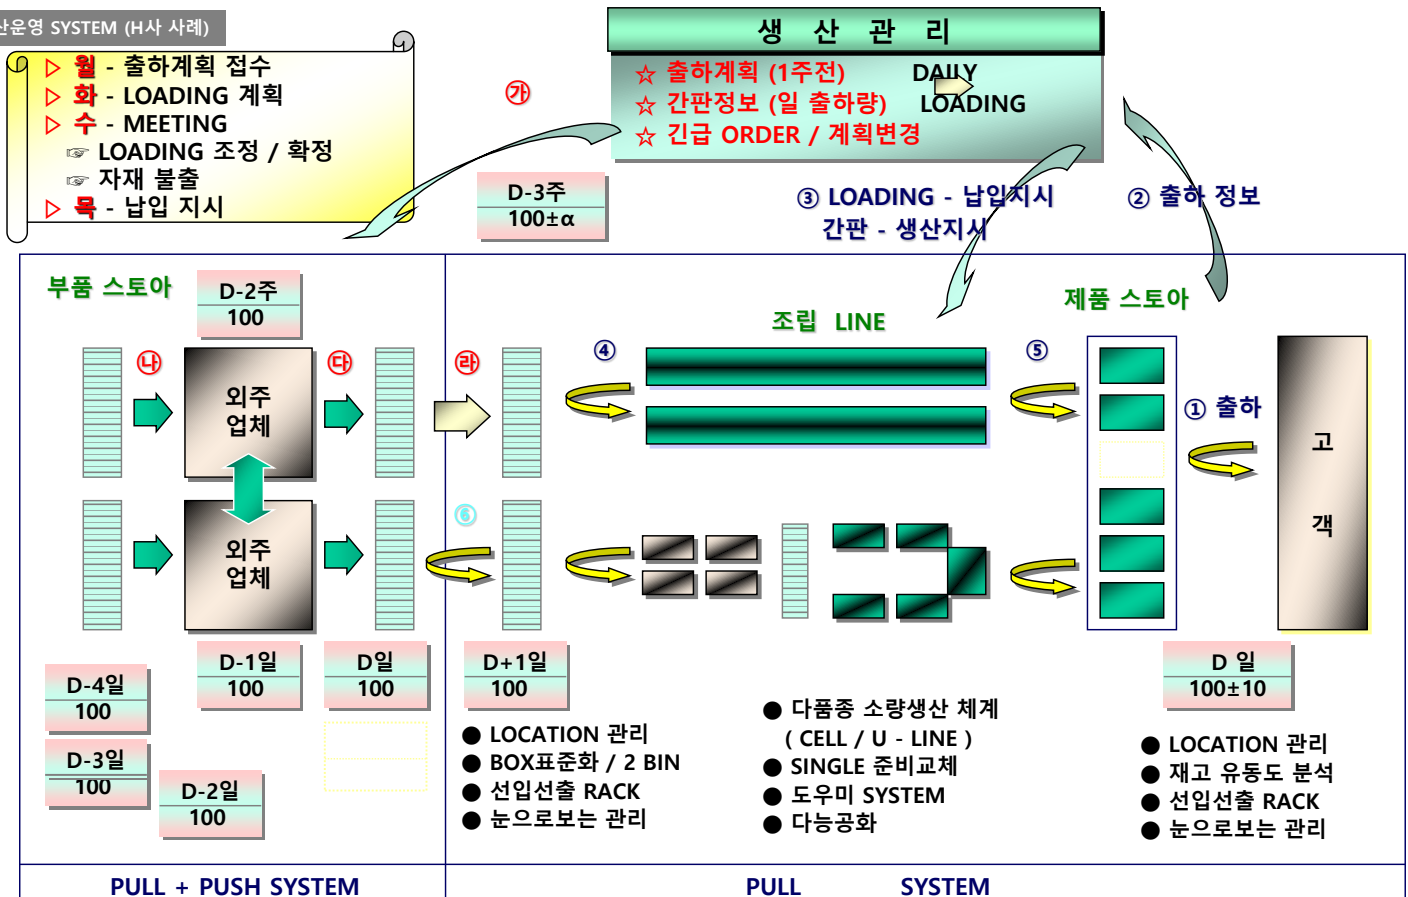 산운영 SYSTEM (H사 사례)
▷ 월 - 출하계획 접수
▷ 화 - LOADING 계획
▷ 수 - MEETING
☞ LOADING 조정 / 확정
☞ 자재 불출
▷ 목 - 납입 지시
생 산 관 리
☆ 출하계획 (1주전) DAILY
☆ 간판정보 (일 출하량) LOADING
☆ 긴급 ORDER / 계획변경
㉮
D-3주
100±α
③ LOADING - 납입지시
간판 - 생산지시
② 출하 정보
부품 스토아
D-2주
100
조립 LINE
제품 스토아
㉯
외주
업체
㉰
㉱
④
⑤
① 출하
고
객
외주
업체
⑥
D-4일
100
D-3일
100
D-2일
100
D-1일
100
D일
100
D+1일
100
D 일
100±10
● LOCATION 관리
● BOX표준화 / 2 BIN
● 선입선출 RACK
● 눈으로보는 관리
● 다품종 소량생산 체계
( CELL / U - LINE )
● SINGLE 준비교체
● 도우미 SYSTEM
● 다능공화
● LOCATION 관리
● 재고 유동도 분석
● 선입선출 RACK
● 눈으로보는 관리
PULL + PUSH SYSTEM
PULL SYSTEM